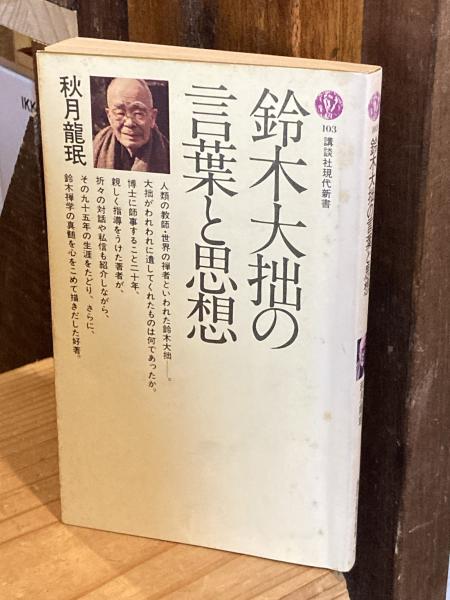 103
講談社現代新書
鈴木大拙の
言葉と思想
秋月龍珉
人類の教師・世界の禅者といわれた鈴木大拙——。
大拙がわれわれに遺してくれたものは何であったか。
博士に師事すること二十年、
親しく指導をうけた著者が、
折々の対話や私信も紹介しながら、
その九十五年の生涯をたどり、さらに、
鈴木禅学の真髄を心をこめて描きだした好著。
鈴木大拙の言葉と思想
IKK